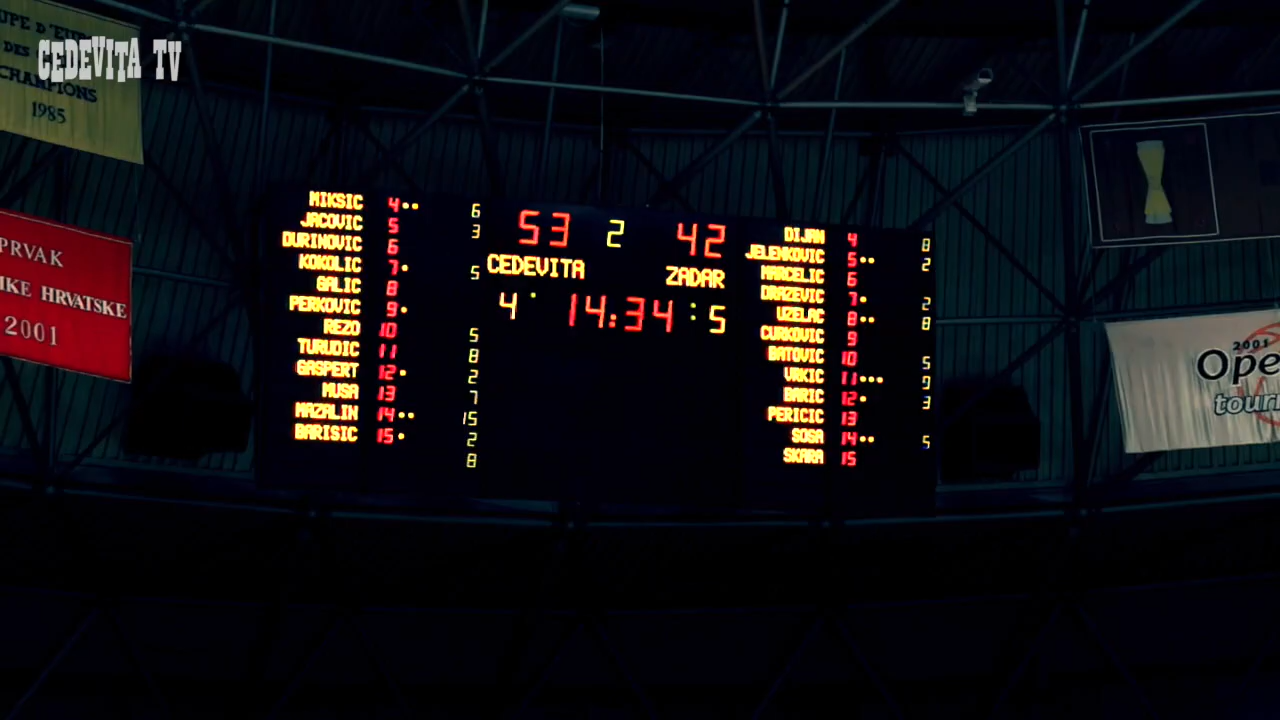 CEDEVITA TV
UPE D'EUR
DES
CHAMPIONS
1985
PRVAK
IKE HRVATSKE
2001
2001
Ope
tourn
53 2 42
CEDEVITA ZADAR
4 14:34 5
MIKSIC 4 6
JACOVIC 5 3
DURINOVIC 6
KOKOLIC 7 5
GALIC 8
PERKOVIC 9
REZO 10 5
TURUDIC 11 8
GASPERT 12 2
MUSA 13 7
MAZALIN 14 15
BARISIC 15 2
8
DIJAN 4 8
JELENKOVIC 5 2
MARCELIC 6
DRAZEVIC 7 2
UZELAC 8 8
CURKOVIC 9
BATOVIC 10 5
VRKIC 11 9
BARIC 12 3
PERICIC 13
SOSA 14 5
SKARA 15